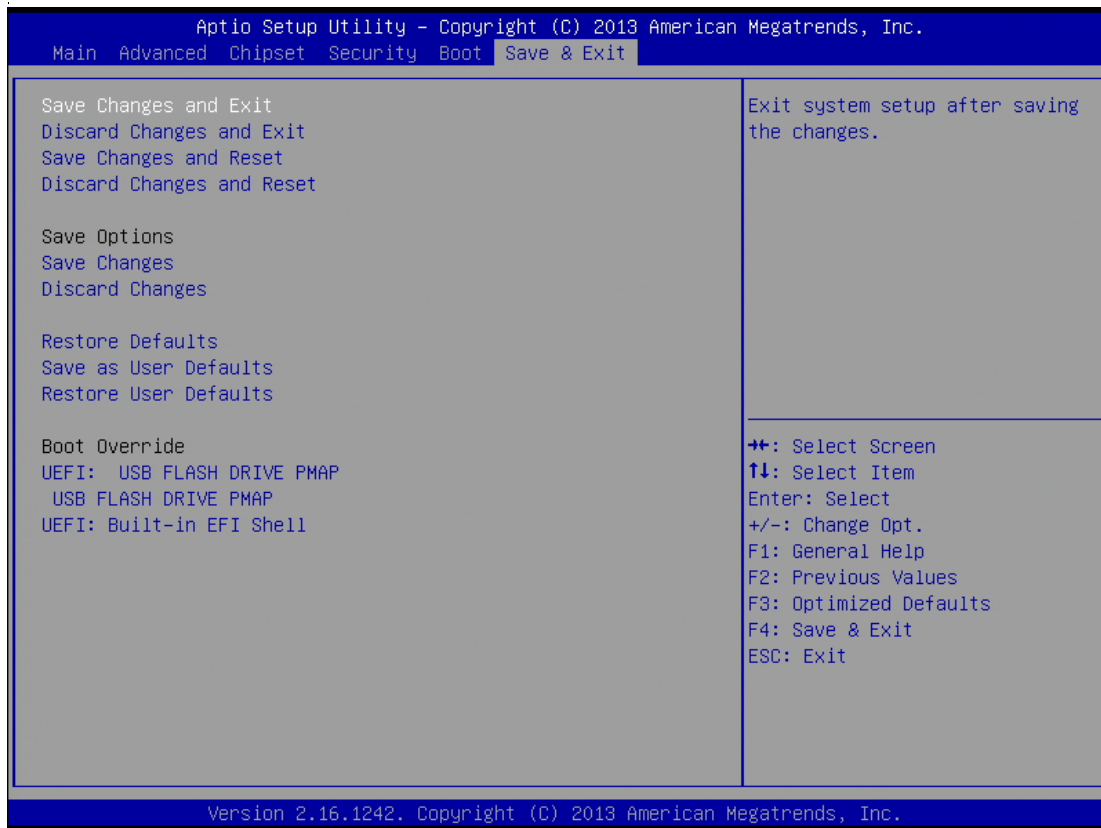 Aptio Setup Utility – Copyright (C) 2013 American Megatrends, Inc.
Main Advanced Chipset Security Boot Save & Exit
Save Changes and Exit
Discard Changes and Exit
Save Changes and Reset
Discard Changes and Reset
Save Options
Save Changes
Discard Changes
Restore Defaults
Save as User Defaults
Restore User Defaults
Boot Override
UEFI: USB FLASH DRIVE PMAP
USB FLASH DRIVE PMAP
UEFI: Built-in EFI Shell
Exit system setup after saving
the changes.
→←: Select Screen
↑↓: Select Item
Enter: Select
+/-: Change Opt.
F1: General Help
F2: Previous Values
F3: Optimized Defaults
F4: Save & Exit
ESC: Exit
Version 2.16.1242. Copyright (C) 2013 American Megatrends, Inc.